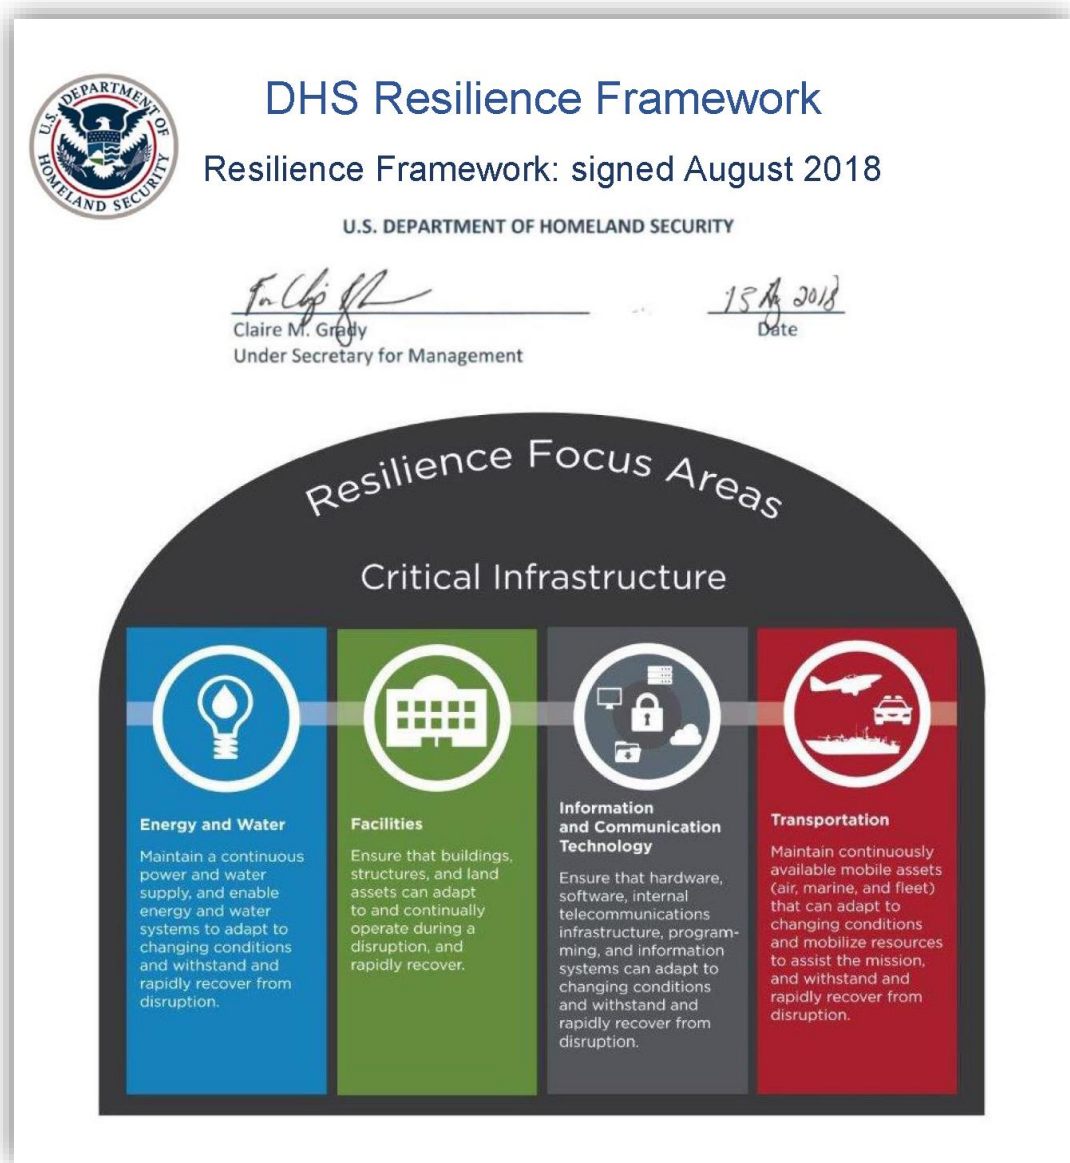 U.S. DEPARTMENT OF
HOMELAND SECURITY
DHS Resilience Framework
Resilience Framework: signed August 2018
U.S. DEPARTMENT OF HOMELAND SECURITY
Claire M. Grady
Under Secretary for Management
2018
Date
Resilience Focus Areas
Critical Infrastructure
Energy and Water
Maintain a continuous
power and water
supply, and enable
energy and water
systems to adapt to
changing conditions
and withstand and
rapidly recover from
disruption.
Facilities
Ensure that buildings,
structures, and land
assets can adapt
to and continually
operate during a
disruption, and
rapidly recover.
Information
and Communication
Technology
Ensure that hardware,
software, internal
telecommunications
infrastructure, program-
ming, and information
systems can adapt to
changing conditions
and withstand and
rapidly recover from
disruption.
Transportation
Maintain continuously
available mobile assets
(air, marine, and fleet)
that can adapt to
changing conditions
and mobilize resources
to assist the mission,
and withstand and
rapidly recover from
disruption.